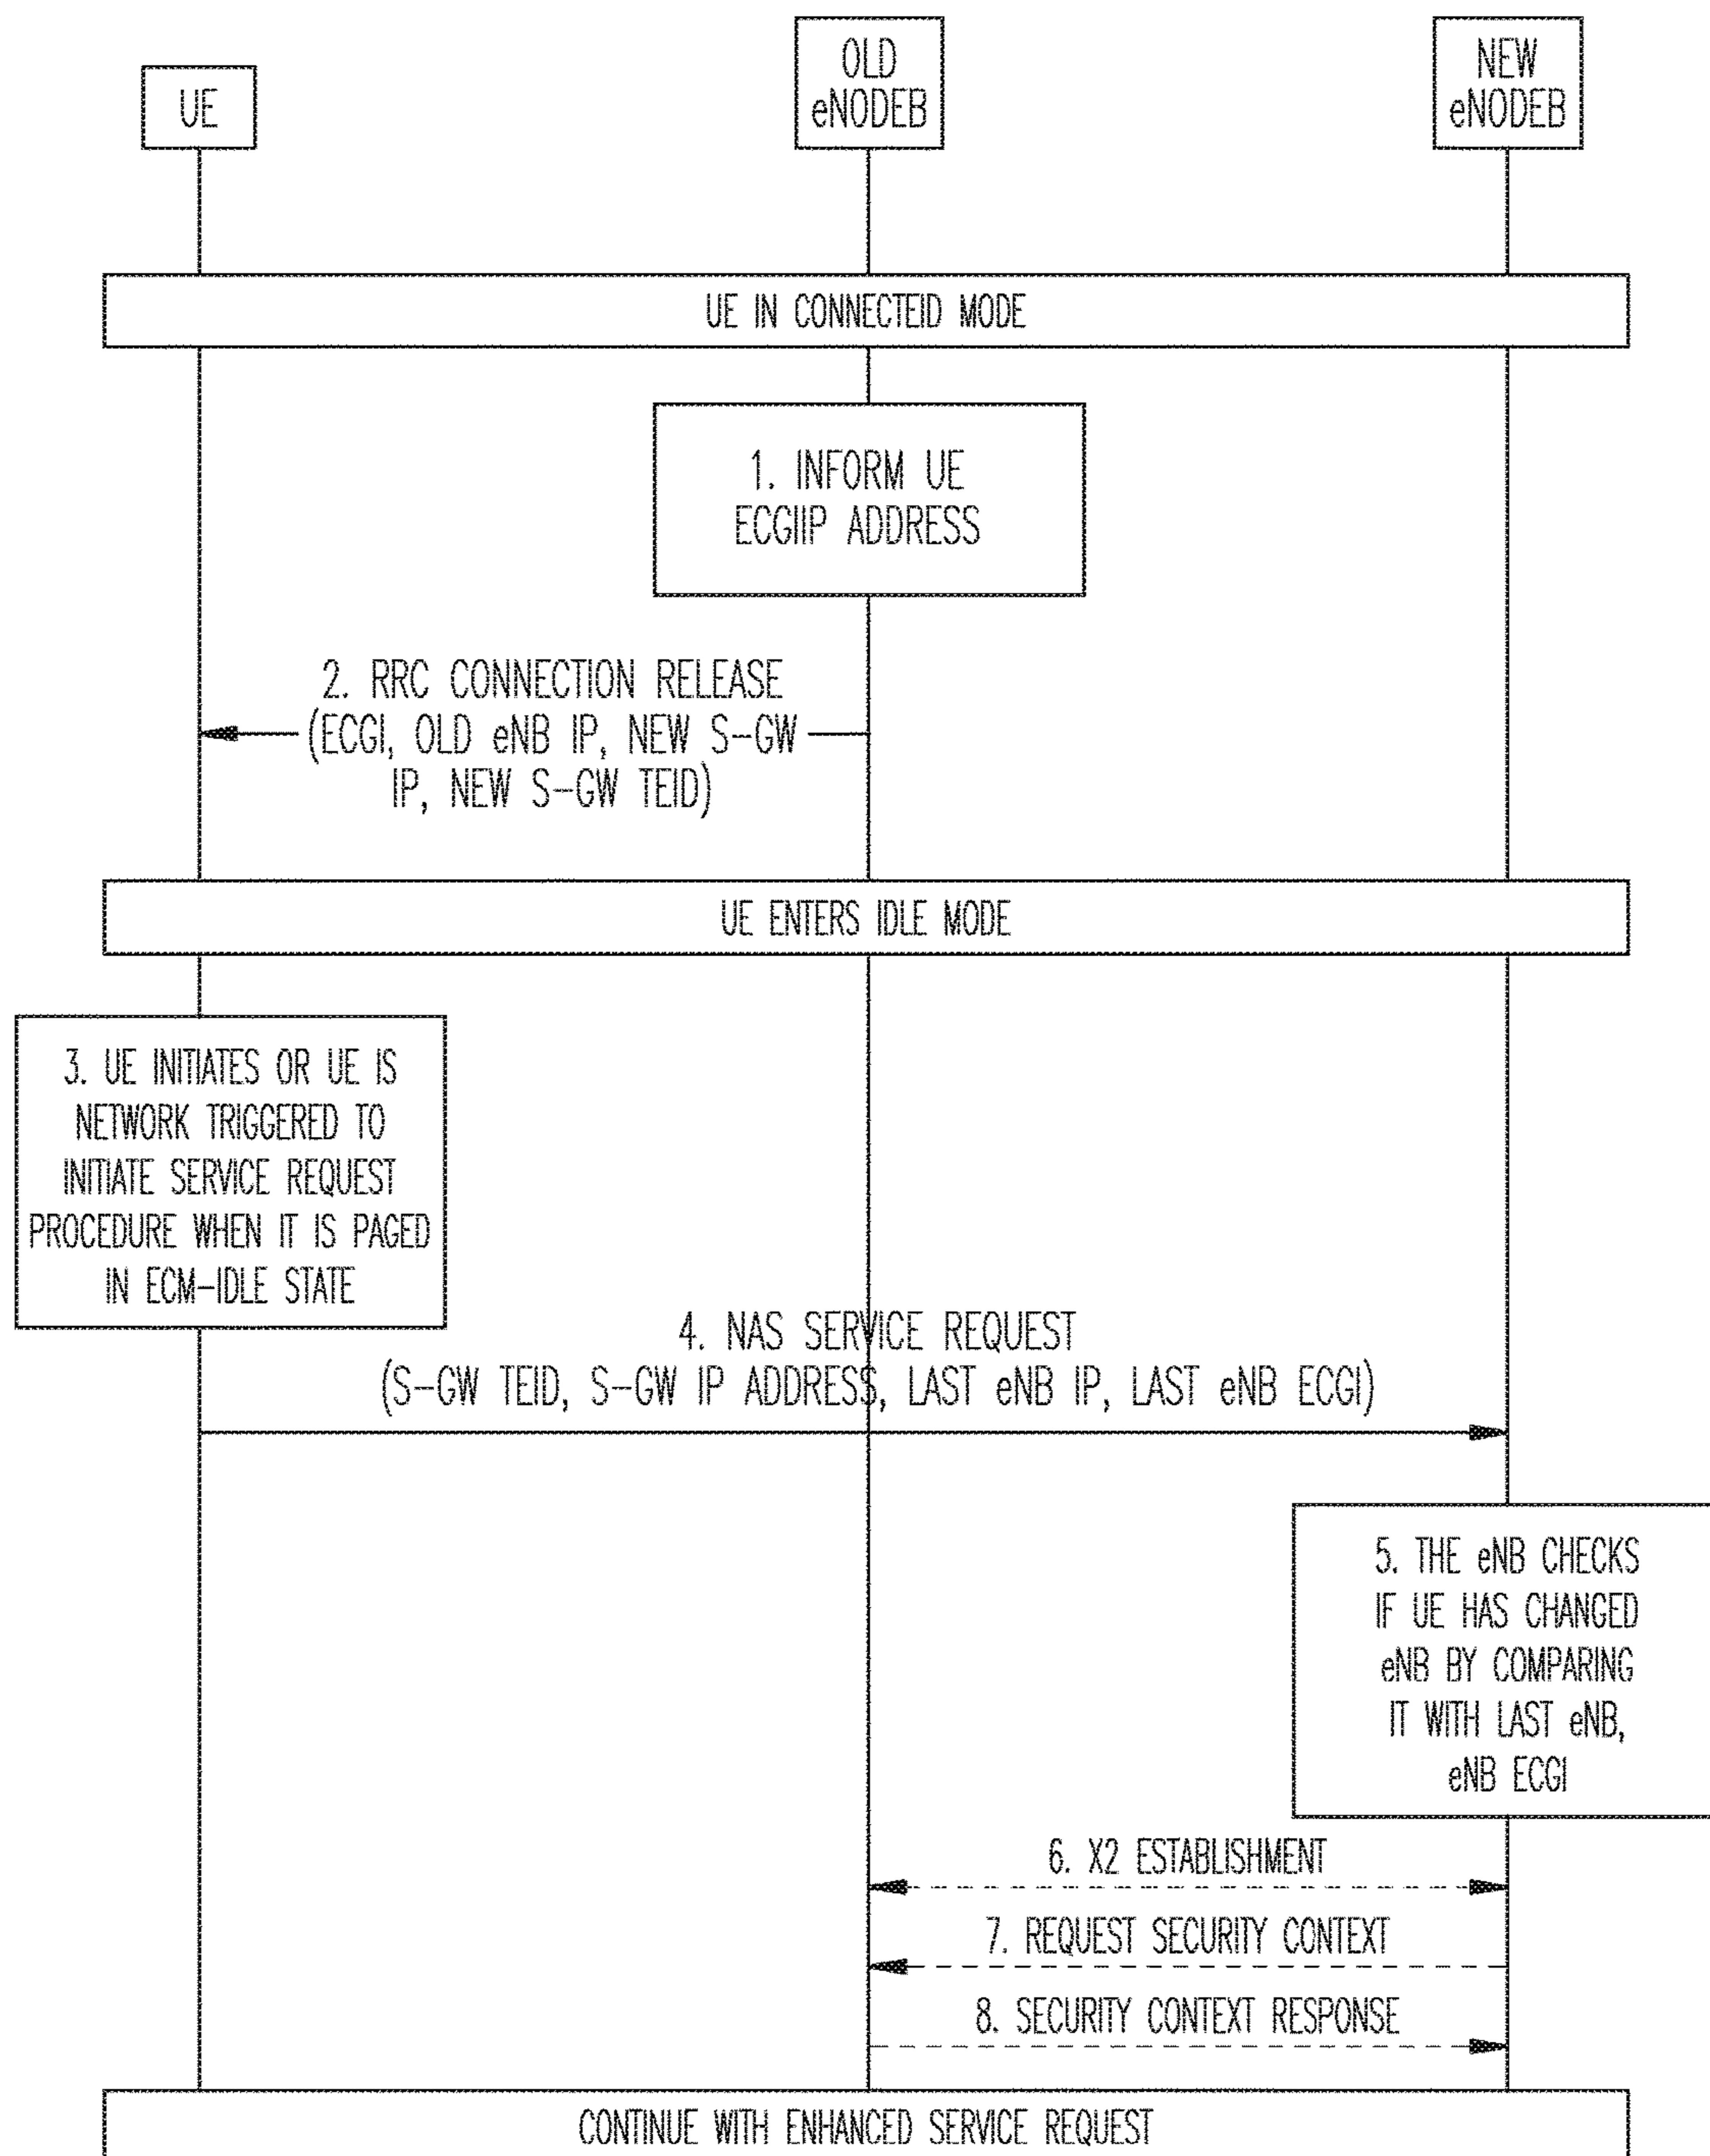 UE
OLD
eNODEB
NEW
eNODEB
UE IN CONNECTEID MODE
1. INFORM UE
ECGIIP ADDRESS
2. RRC CONNECTION RELEASE
(ECGI, OLD eNB IP, NEW S-GW
IP, NEW S-GW TEID)
UE ENTERS IDLE MODE
3. UE INITIATES OR UE IS
NETWORK TRIGGERED TO
INITIATE SERVICE REQUEST
PROCEDURE WHEN IT IS PAGED
IN ECM-IDLE STATE
4. NAS SERVICE REQUEST
(S-GW TEID, S-GW IP ADDRESS, LAST eNB IP, LAST eNB ECGI)
5. THE eNB CHECKS
IF UE HAS CHANGED
eNB BY COMPARING
IT WITH LAST eNB,
eNB ECGI
6. X2 ESTABLISHMENT
7. REQUEST SECURITY CONTEXT
8. SECURITY CONTEXT RESPONSE
CONTINUE WITH ENHANCED SERVICE REQUEST